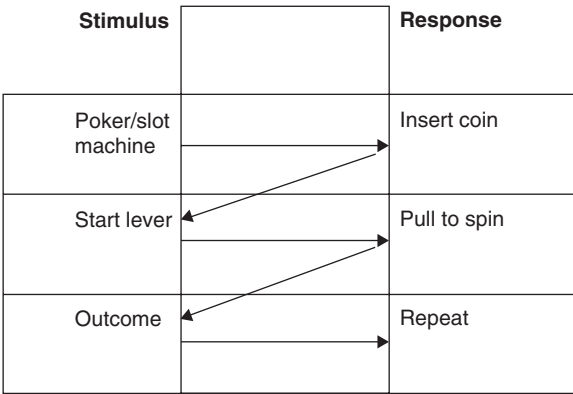 Stimulus
Response
Poker/slot
machine
Insert coin
Start lever
Pull to spin
Outcome
Repeat